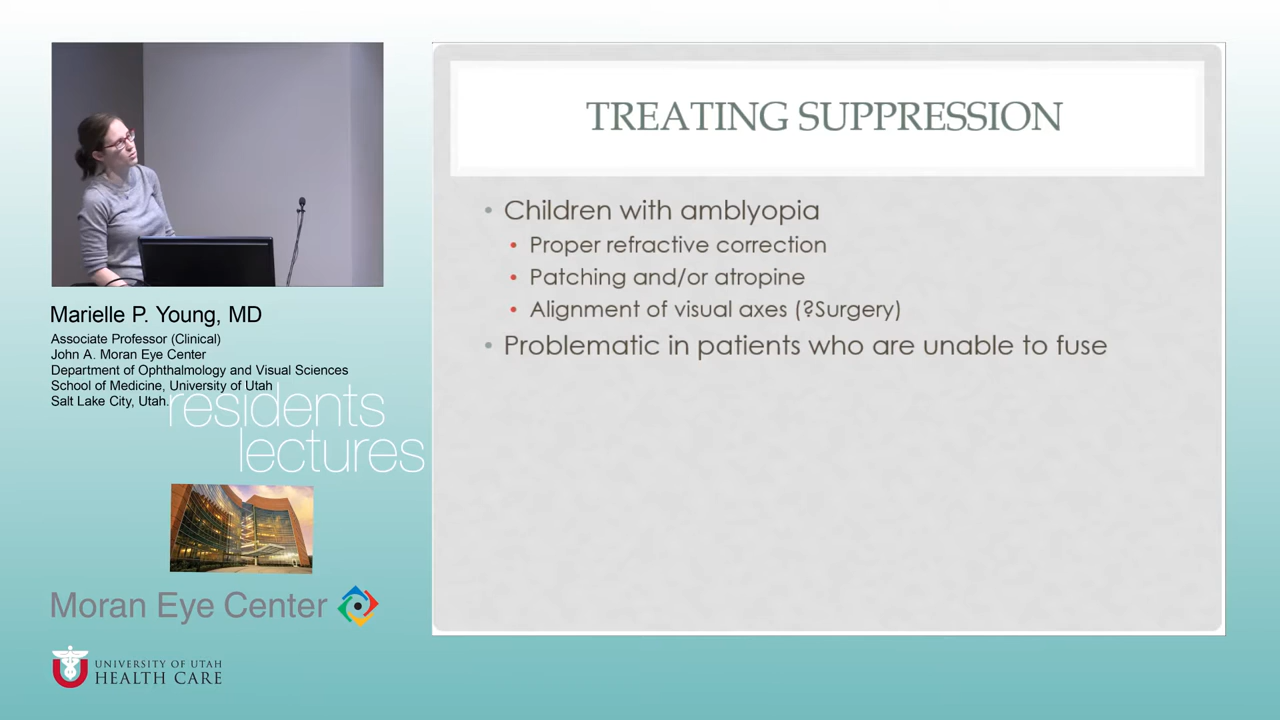 TREATING SUPPRESSION
• Children with amblyopia
• Proper refractive correction
• Patching and/or atropine
• Alignment of visual axes (?Surgery)
• Problematic in patients who are unable to fuse
Marielle P. Young, MD
Associate Professor (Clinical)
John A. Moran Eye Center
Department of Ophthalmology and Visual Sciences
School of Medicine, University of Utah
Salt Lake City, Utah.
residents
lectures
Moran Eye Center
UNIVERSITY OF UTAH
HEALTH CARE